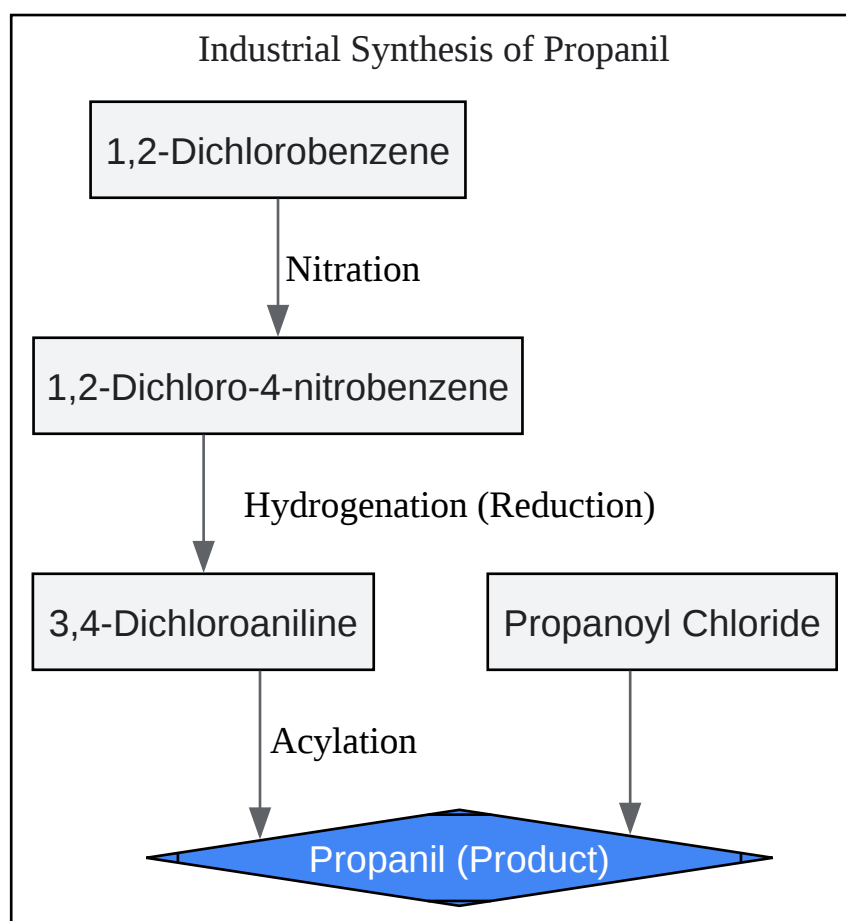 Industrial Synthesis of Propanil
1,2-Dichlorobenzene
Nitration
1,2-Dichloro-4-nitrobenzene
Hydrogenation (Reduction)
3,4-Dichloroaniline
Propanoyl Chloride
Acylation
Propanil (Product)